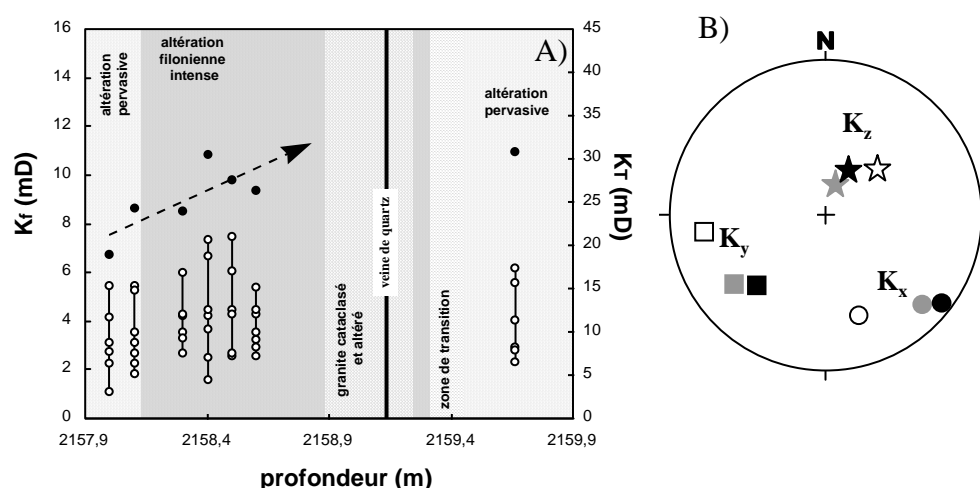 A)
B)
16
14
12
10
8
6
4
2
0
Kf (mD)
45
40
35
30
25
20
15
10
5
0
KT (mD)
altération
pervasive
altération
filonienne
intense
granite cataclasé
et altéré
veine de quartz
zone de transition
altération
pervasive
2157,9
2158,4
2158,9
2159,4
2159,9
profondeur (m)
N
Kz
Ky
Kx